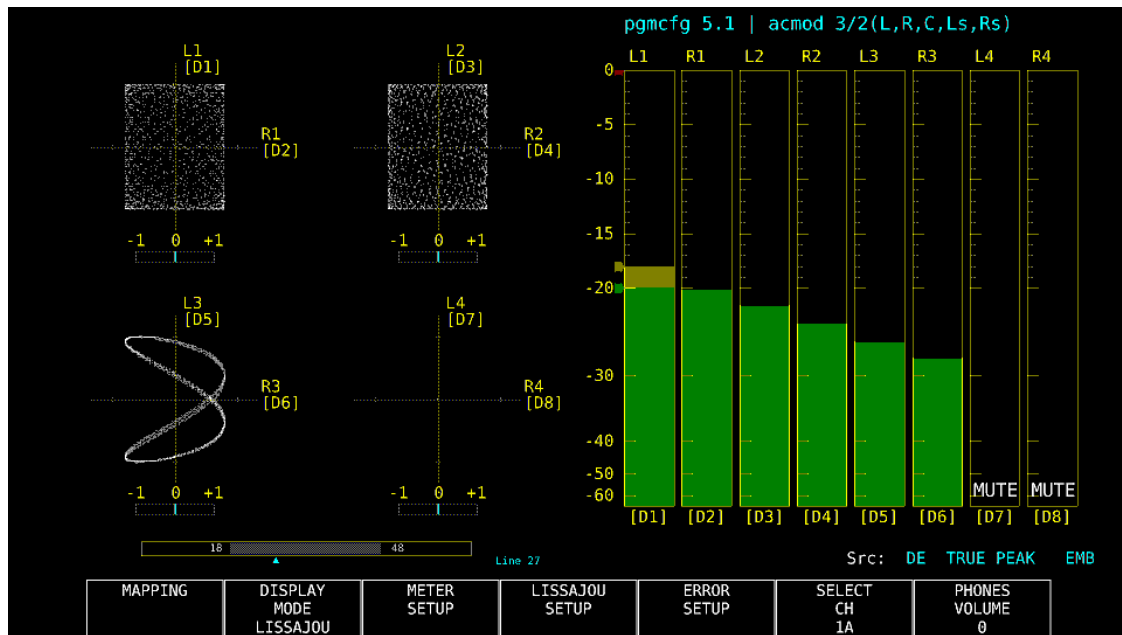 pgmcfg 5.1 | acmod 3/2(L,R,C,Ls,Rs)
L1
[D1]
R1
[D2]
-1 0 +1
L2
[D3]
R2
[D4]
-1 0 +1
L3
[D5]
R3
[D6]
-1 0 +1
L4
[D7]
R4
[D8]
-1 0 +1
L1 R1 L2 R2 L3 R3 L4 R4
0
-5
-10
-15
-20
-30
-40
-50
-60
MUTE MUTE
[D1] [D2] [D3] [D4] [D5] [D6] [D7] [D8]
18 48
Line 27
Src: DE TRUE PEAK EMB
MAPPING
DISPLAY
MODE
LISSAJOU
METER
SETUP
LISSAJOU
SETUP
ERROR
SETUP
SELECT
CH
1A
PHONES
VOLUME
0